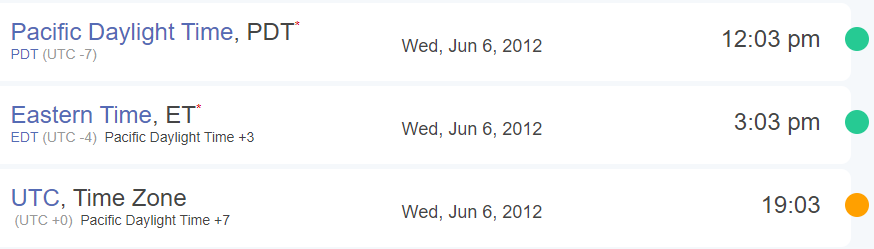 Pacific Daylight Time, PDT*
PDT (UTC -7)
Wed, Jun 6, 2012
12:03 pm
Eastern Time, ET*
EDT (UTC -4) Pacific Daylight Time +3
Wed, Jun 6, 2012
3:03 pm
UTC, Time Zone
(UTC +0) Pacific Daylight Time +7
Wed, Jun 6, 2012
19:03